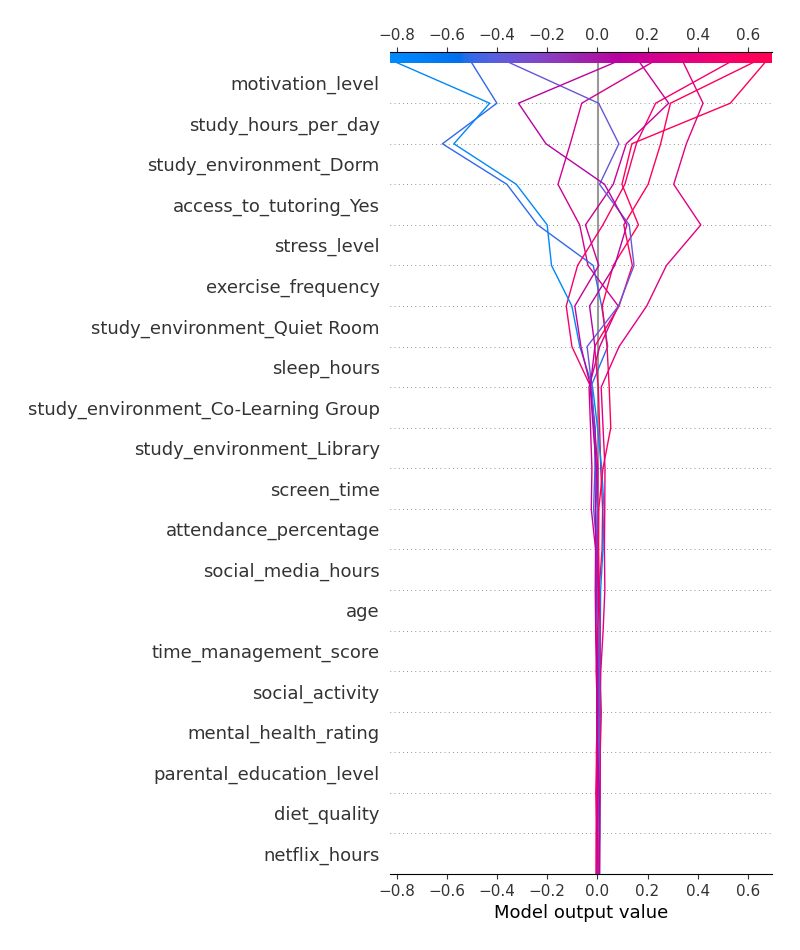 −0.8 −0.6 −0.4 −0.2 0.0 0.2 0.4 0.6
motivation_level
study_hours_per_day
study_environment_Dorm
access_to_tutoring_Yes
stress_level
exercise_frequency
study_environment_Quiet Room
sleep_hours
study_environment_Co-Learning Group
study_environment_Library
screen_time
attendance_percentage
social_media_hours
age
time_management_score
social_activity
mental_health_rating
parental_education_level
diet_quality
netflix_hours
−0.8 −0.6 −0.4 −0.2 0.0 0.2 0.4 0.6
Model output value